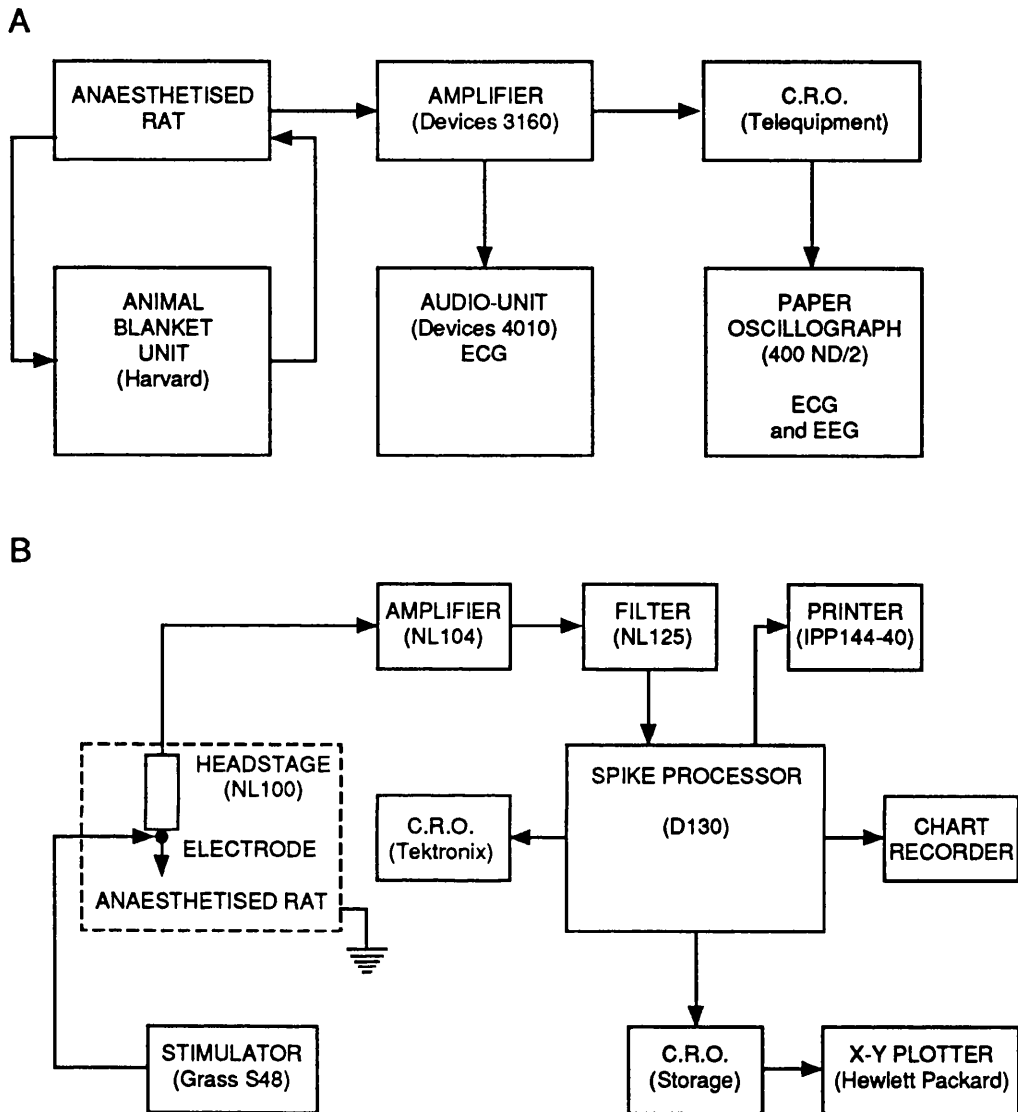 A
ANAESTHETISED
RAT
AMPLIFIER
(Devices 3160)
C.R.O.
(Telequipment)
ANIMAL
BLANKET
UNIT
(Harvard)
AUDIO-UNIT
(Devices 4010)
ECG
PAPER
OSCILLOGRAPH
(400 ND/2)
ECG
and EEG
B
AMPLIFIER
(NL104)
FILTER
(NL125)
PRINTER
(IPP144-40)
HEADSTAGE
(NL100)
ELECTRODE
ANAESTHETISED RAT
C.R.O.
(Tektronix)
SPIKE PROCESSOR
(D130)
CHART
RECORDER
STIMULATOR
(Grass S48)
C.R.O.
(Storage)
X-Y PLOTTER
(Hewlett Packard)